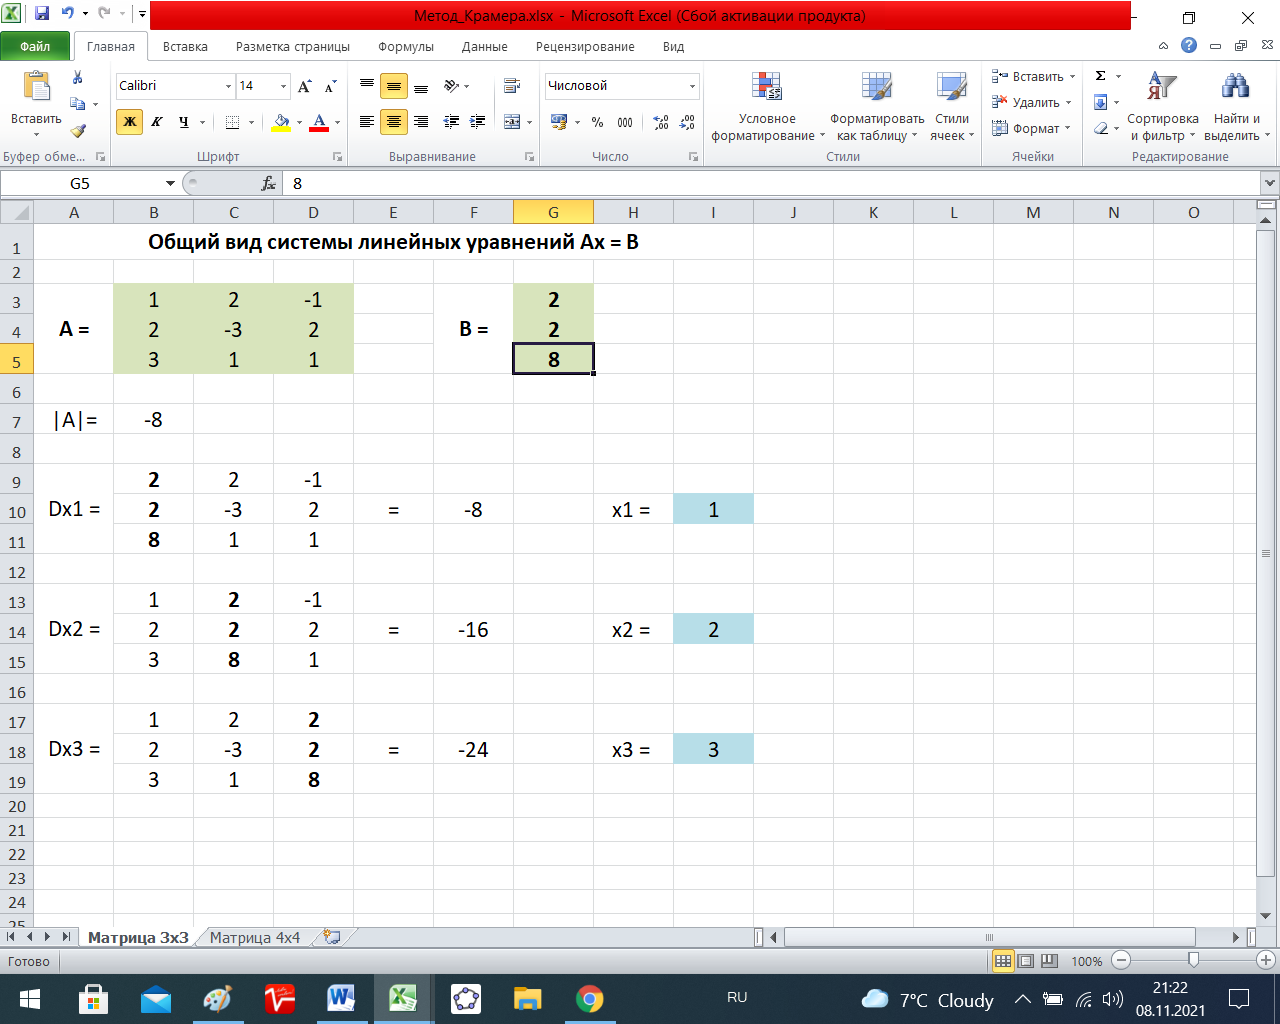 Метод_Крамера.xlsx - Microsoft Excel (Сбой активации продукта)
Файл Главная Вставка Разметка страницы Формулы Данные Рецензирование Вид
Calibri 14 Числовой
Вставить
Буфер обме...
Ж К Ч
Шрифт
Выравнивание
% 000
Число
Условное форматирование
Форматировать как таблицу
Стили ячеек
Стили
Вставить
Удалить
Формат
Ячейки
Σ
Сортировка и фильтр
Найти и выделить
Редактирование
G5 fx 8
A B C D E F G H I J K L M N O
1 Общий вид системы линейных уравнений Ax = B
2
3 1 2 -1 2
4 A = 2 -3 2 B = 2
5 3 1 1 8
6
7 |A|= -8
8
9 2 2 -1
10 Dx1 = 2 -3 2 = -8 x1 = 1
11 8 1 1
12
13 1 2 -1
14 Dx2 = 2 2 2 = -16 x2 = 2
15 3 8 1
16
17 1 2 2
18 Dx3 = 2 -3 2 = -24 x3 = 3
19 3 1 8
20
21
22
23
24
25
Матрица 3x3 Матрица 4x4
Готово 100%
RU 7°C Cloudy 21:22
08.11.2021